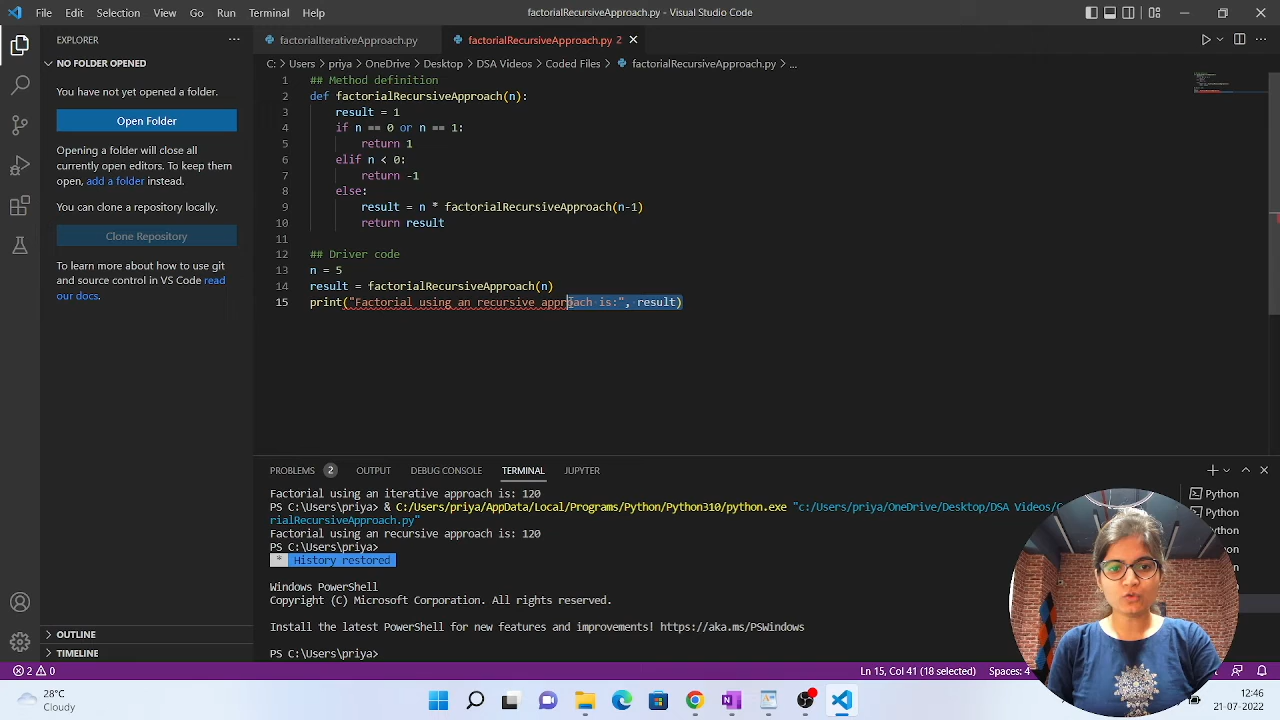 File Edit Selection View Go Run Terminal Help
factorialRecursiveApproach.py - Visual Studio Code
EXPLORER
factorialIterativeApproach.py
factorialRecursiveApproach.py 2
NO FOLDER OPENED
C: > Users > priya > OneDrive > Desktop > DSA Videos > Coded Files > factorialRecursiveApproach.py > ...
You have not yet opened a folder.
Open Folder
Opening a folder will close all
currently open editors. To keep them
open, add a folder instead.
You can clone a repository locally.
Clone Repository
To learn more about how to use git
and source control in VS Code read
our docs.
1 ## Method definition
2 def factorialRecursiveApproach(n):
3 result = 1
4 if n == 0 or n == 1:
5 return 1
6 elif n < 0:
7 return -1
8 else:
9 result = n * factorialRecursiveApproach(n-1)
10 return result
11
12 ## Driver code
13 n = 5
14 result = factorialRecursiveApproach(n)
15 print("Factorial using an recursive approach is:", result)
PROBLEMS 2 OUTPUT DEBUG CONSOLE TERMINAL JUPYTER
Factorial using an iterative approach is: 120
PS C:\Users\priya> & C:/Users/priya/AppData/Local/Programs/Python/Python310/python.exe "c:/Users/priya/OneDrive/Desktop/DSA Videos/C
rialRecursiveApproach.py"
Factorial using an recursive approach is: 120
PS C:\Users\priya>
* History restored
Windows PowerShell
Copyright (C) Microsoft Corporation. All rights reserved.
Install the latest PowerShell for new features and improvements! https://aka.ms/PSWindows
PS C:\Users\priya>
Python
Python
OUTLINE
TIMELINE
2 0
Ln 15, Col 41 (18 selected) Spaces: 4
28°C
Cloudy
12:46
21-07-2022